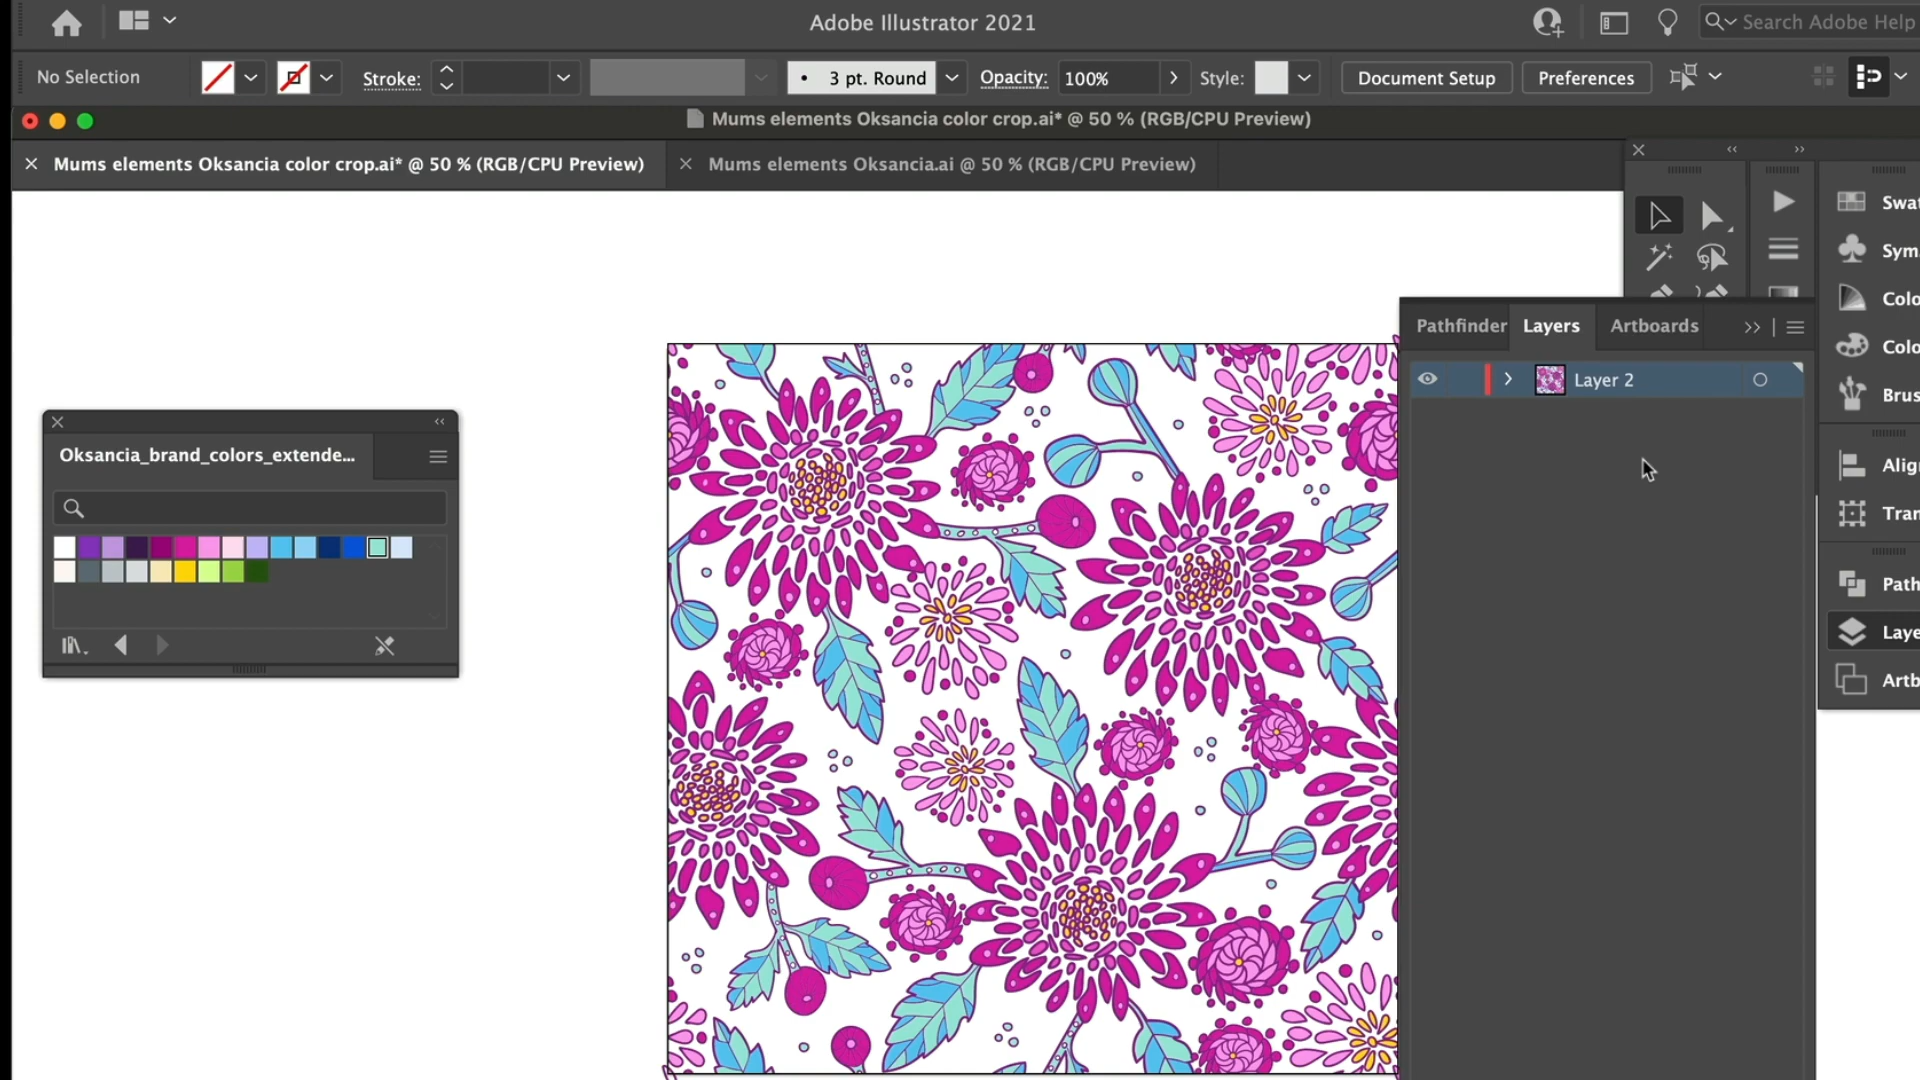 Adobe Illustrator 2021
Search Adobe Help
No Selection
Stroke:
3 pt. Round
Opacity:
100%
Style:
Document Setup
Preferences
Mums elements Oksancia color crop.ai* @ 50 % (RGB/CPU Preview)
Mums elements Oksancia color crop.ai* @ 50 % (RGB/CPU Preview)
Mums elements Oksancia.ai @ 50 % (RGB/CPU Preview)
Swat
Sym
Colo
Colo
Brus
Pathfinder
Layers
Artboards
Layer 2
Oksancia_brand_colors_extende...
Alig
Tran
Path
Laye
Artb